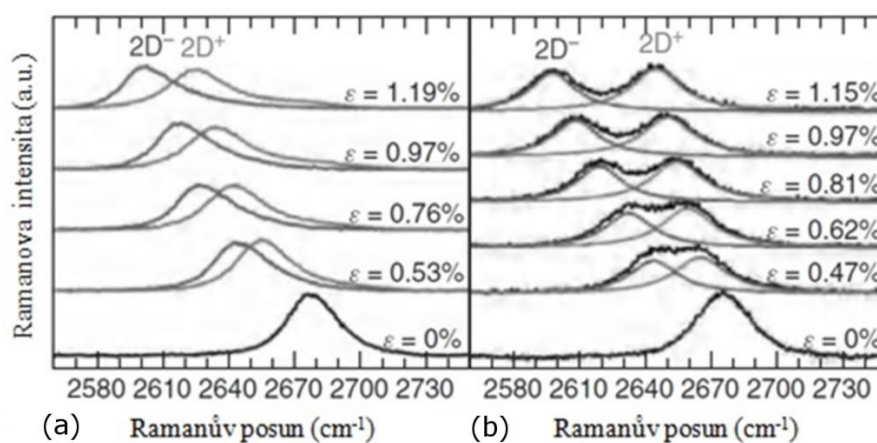 Ramanova intensita (a.u.)
2D⁻ 2D⁺
ε = 1.19%
ε = 0.97%
ε = 0.76%
ε = 0.53%
ε = 0%
2580 2610 2640 2670 2700 2730
(a) Ramanův posun (cm⁻¹)
2D⁻ 2D⁺
ε = 1.15%
ε = 0.97%
ε = 0.81%
ε = 0.62%
ε = 0.47%
ε = 0%
2580 2610 2640 2670 2700 2730
(b) Ramanův posun (cm⁻¹)